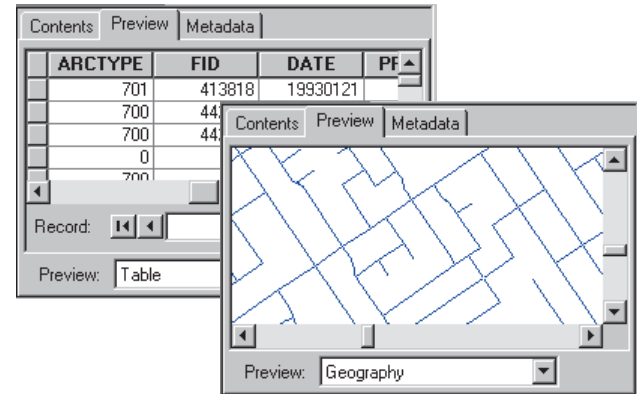 Contents Preview Metadata
ARCTYPE FID DATE
701 413818 19930121
700
700
0
700
Record:
Preview: Table
Contents Preview Metadata
Preview: Geography